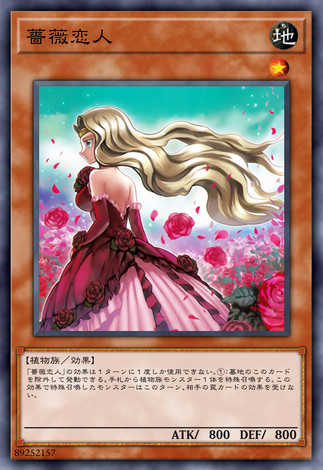 薔薇恋人
地
【植物族／効果】
「薔薇恋人」の効果は１ターンに１度しか使用できない。①：墓地のこのカード
を除外して発動できる。手札から植物族モンスター１体を特殊召喚する。この
効果で特殊召喚したモンスターはこのターン、相手の罠カードの効果を受けな
い。
ATK/ 800 DEF/ 800
89252157